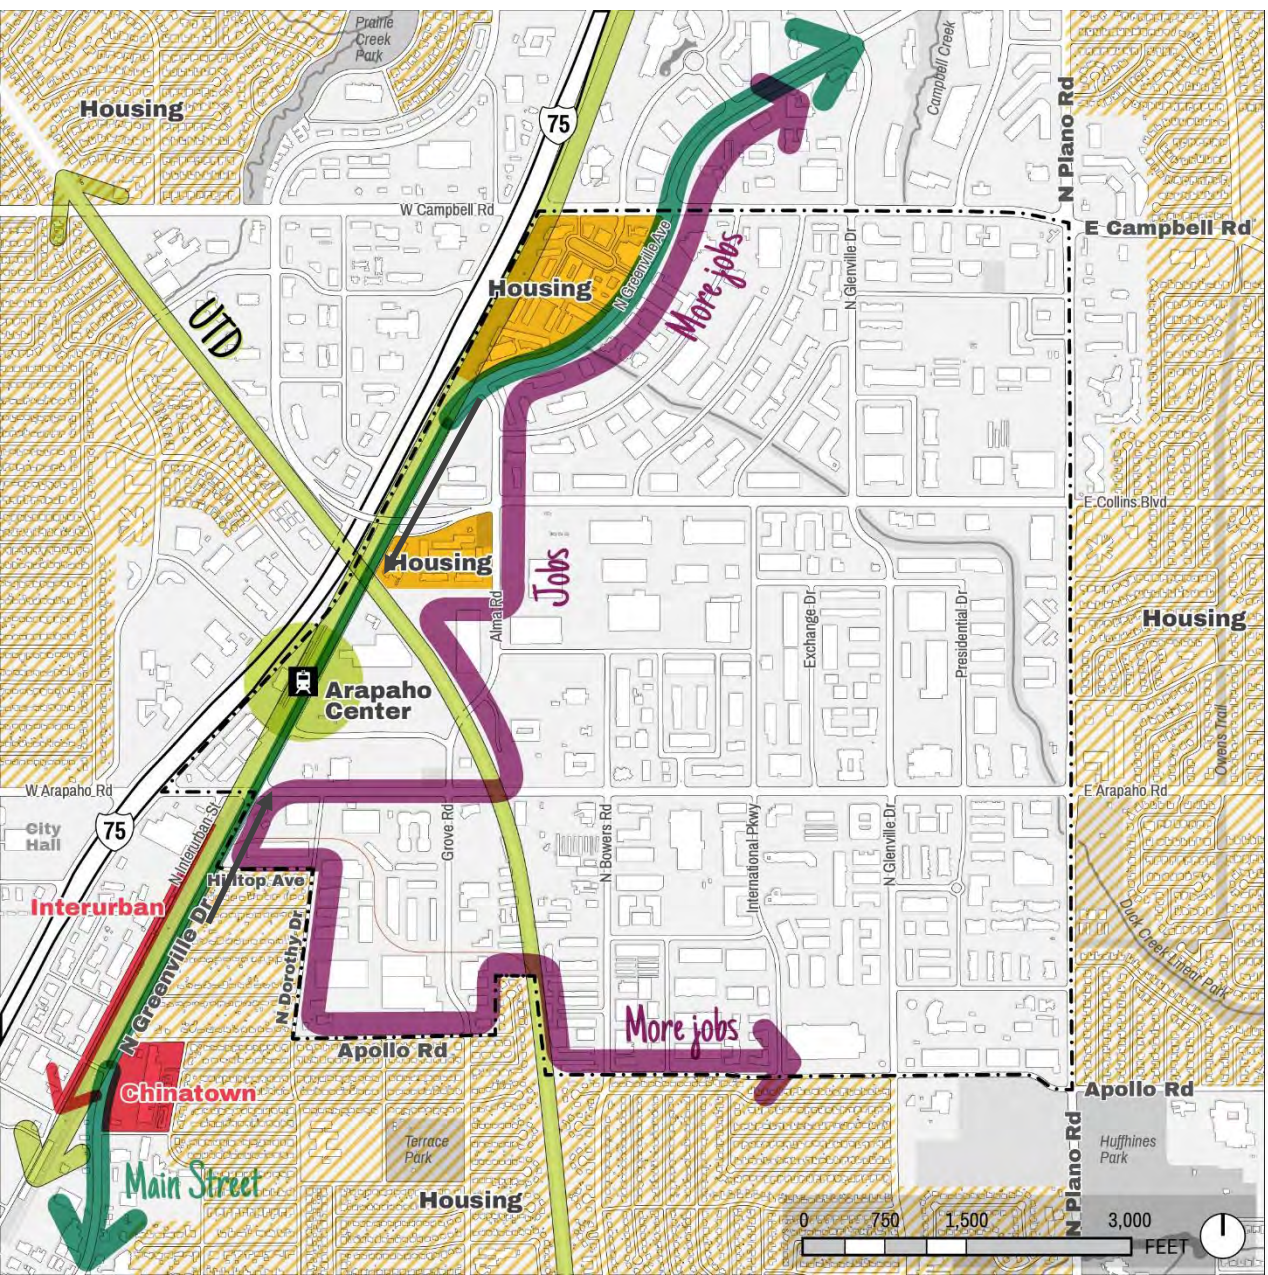 Prairie
Creek
Park
Housing
75
Campbell Creek
N Plano Rd
W Campbell Rd
E Campbell Rd
UTD
Housing
N Greenville Ave
More jobs
N Glenville Dr
E Collins Blvd
Housing
Jobs
Alma Rd
Exchange Dr
Presidential Dr
Housing
Arapaho
Center
Owens Trail
W Arapaho Rd
E Arapaho Rd
75
City
Hall
N Interurban St
Grove Rd
N Bowers Rd
International Pkwy
N Glenville Dr
Hilltop Ave
Interurban
N Greenville Dr
N Dorothy Dr
Duck Creek Linear Park
More jobs
Apollo Rd
Chinatown
Apollo Rd
Terrace
Park
N Plano Rd
Huffhines
Park
Main Street
Housing
0 750 1,500 3,000
FEET